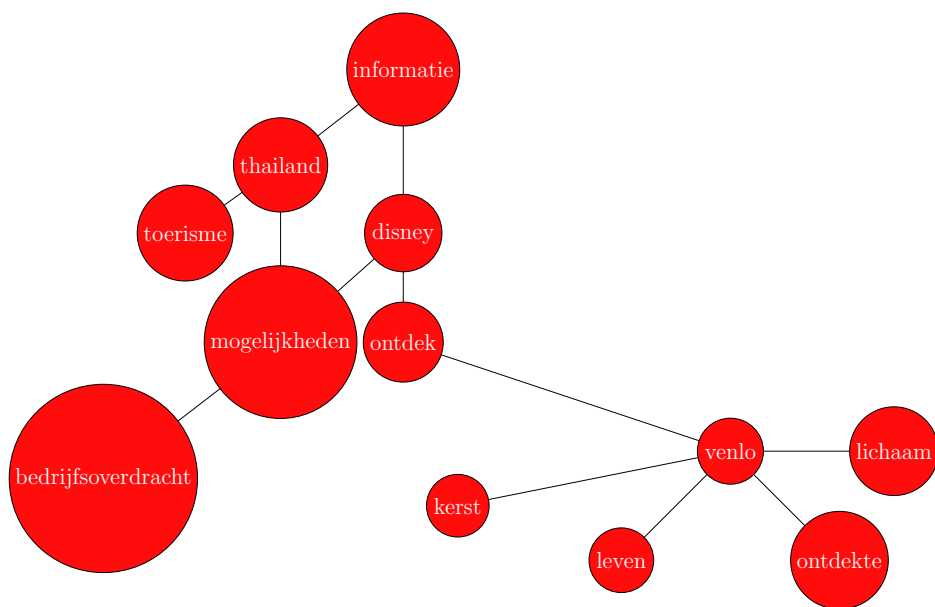 informatie
thailand
toerisme
disney
mogelijkheden
ontdek
venlo
lichaam
bedrijfsoverdracht
kerst
leven
ontdekte